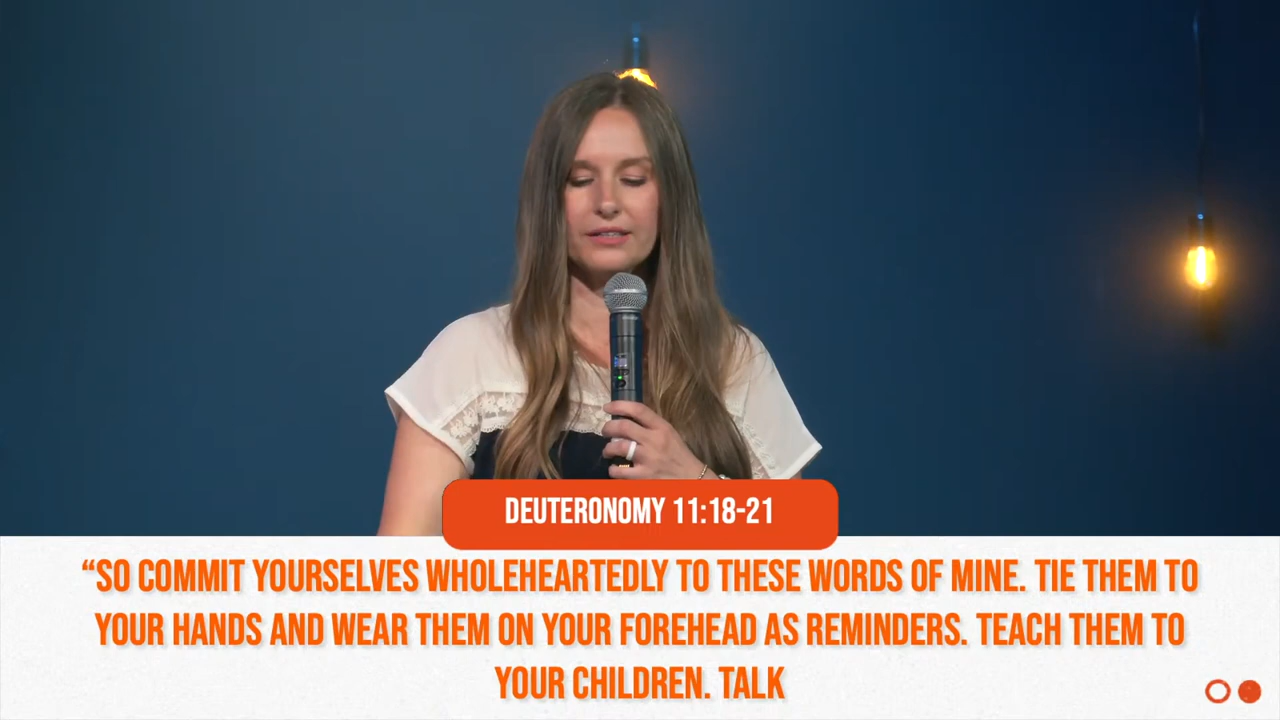 DEUTERONOMY 11:18-21
“SO COMMIT YOURSELVES WHOLEHEARTEDLY TO THESE WORDS OF MINE. TIE THEM TO
YOUR HANDS AND WEAR THEM ON YOUR FOREHEAD AS REMINDERS. TEACH THEM TO
YOUR CHILDREN. TALK